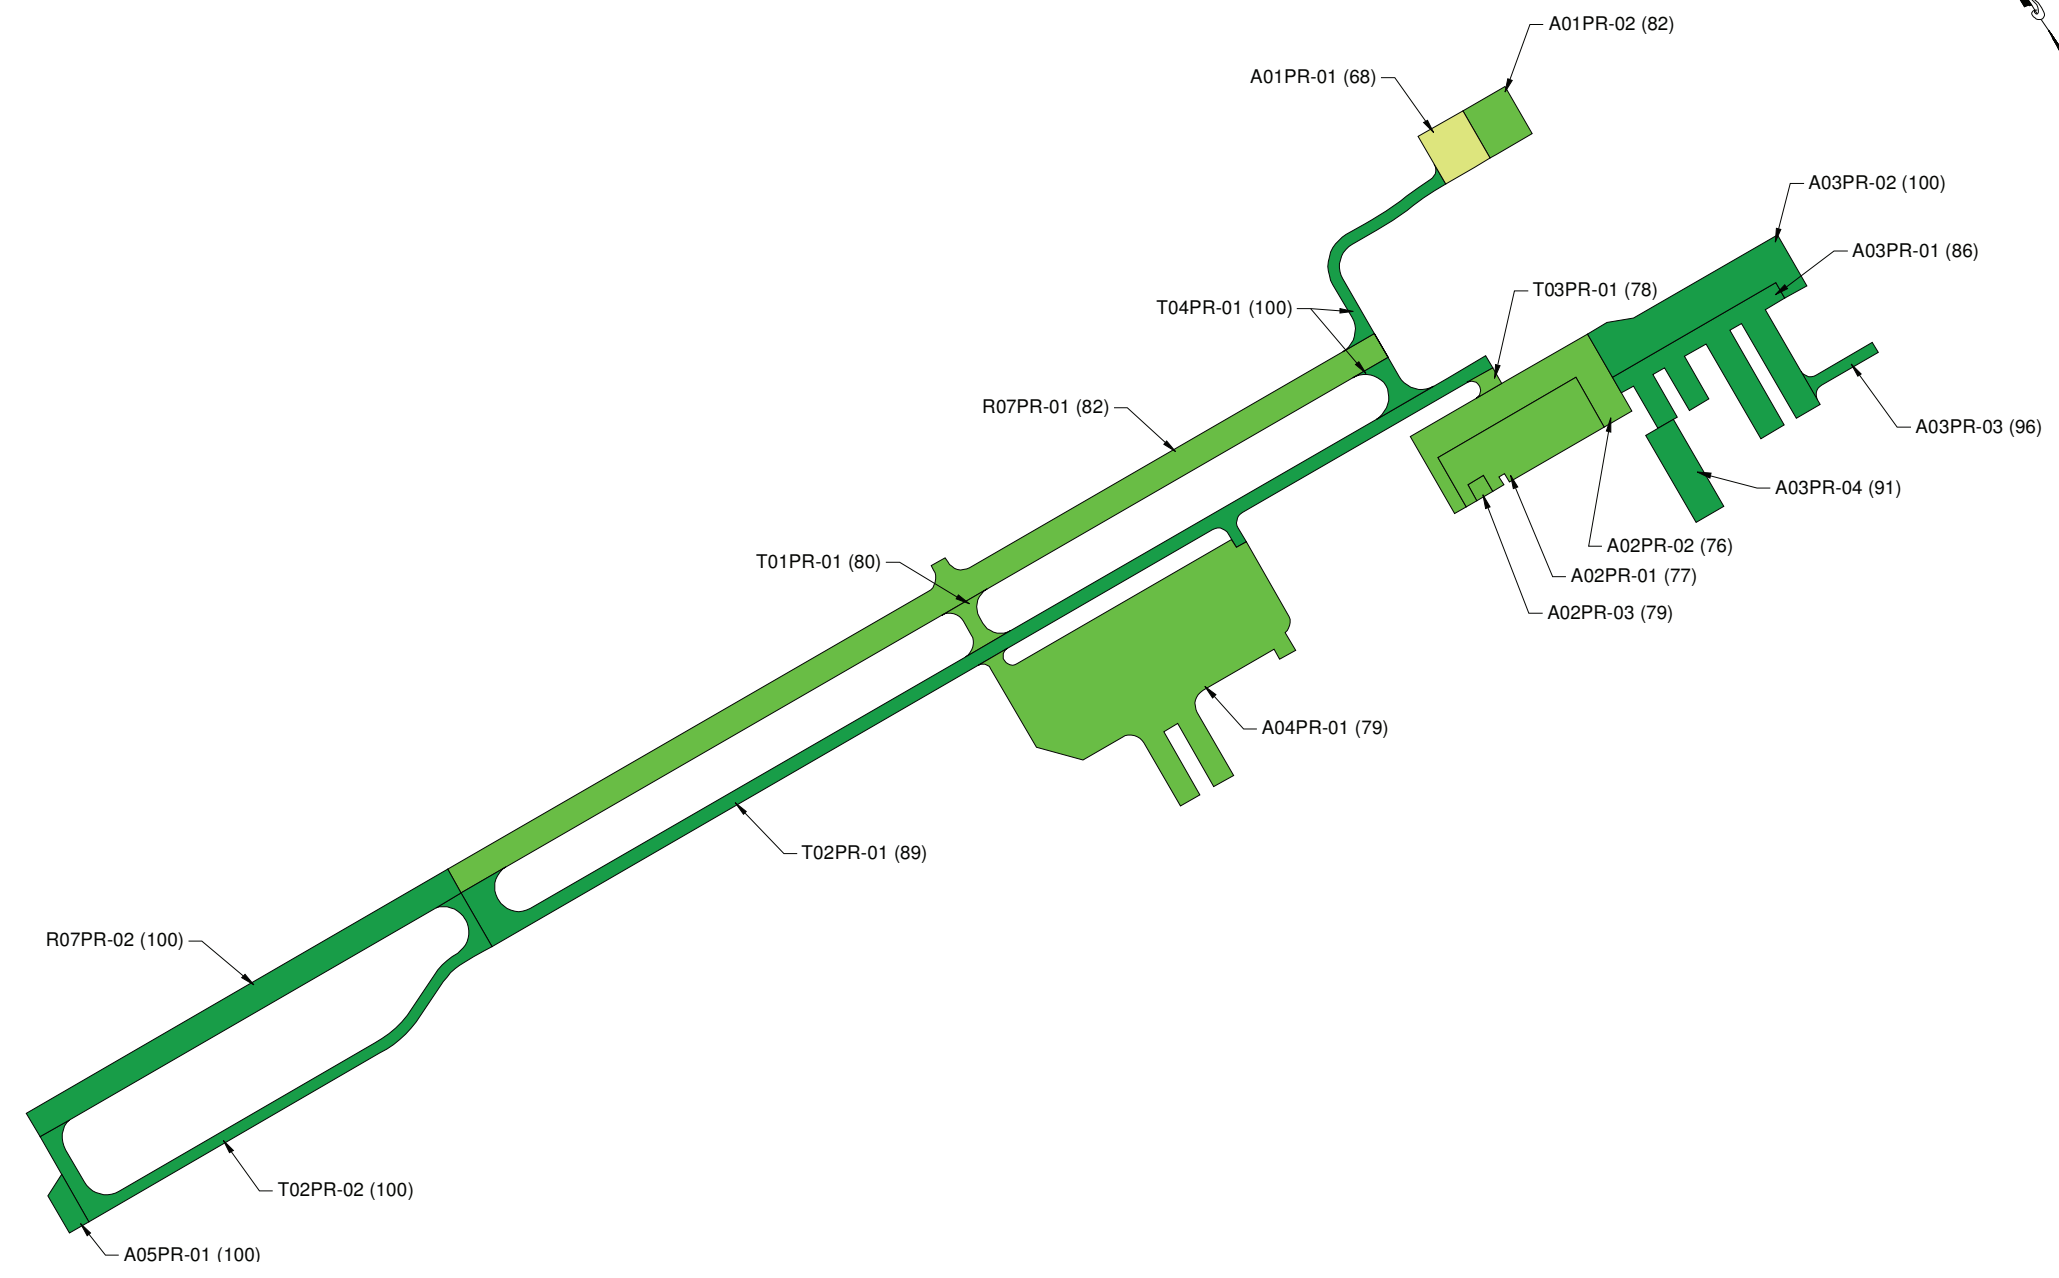 A01PR-02 (82)
A01PR-01 (68)
A03PR-02 (100)
A03PR-01 (86)
T03PR-01 (78)
T04PR-01 (100)
R07PR-01 (82)
A03PR-03 (96)
A03PR-04 (91)
A02PR-02 (76)
T01PR-01 (80)
A02PR-01 (77)
A02PR-03 (79)
A04PR-01 (79)
T02PR-01 (89)
R07PR-02 (100)
T02PR-02 (100)
A05PR-01 (100)